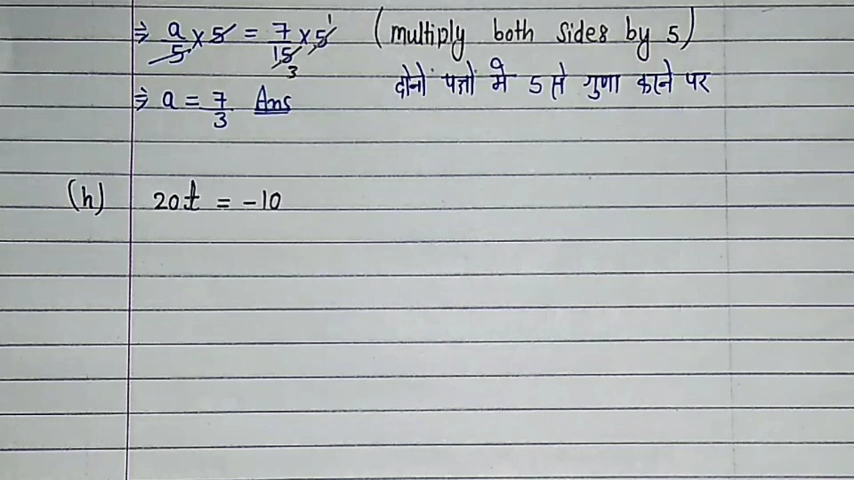 ⇒ a/5 × 5 = 7/15 3 × 5 1 (multiply both sides by 5)
दोनों पक्षों में 5 से गुणा करने पर
⇒ a = 7/3 Ans
(h) 20t = -10